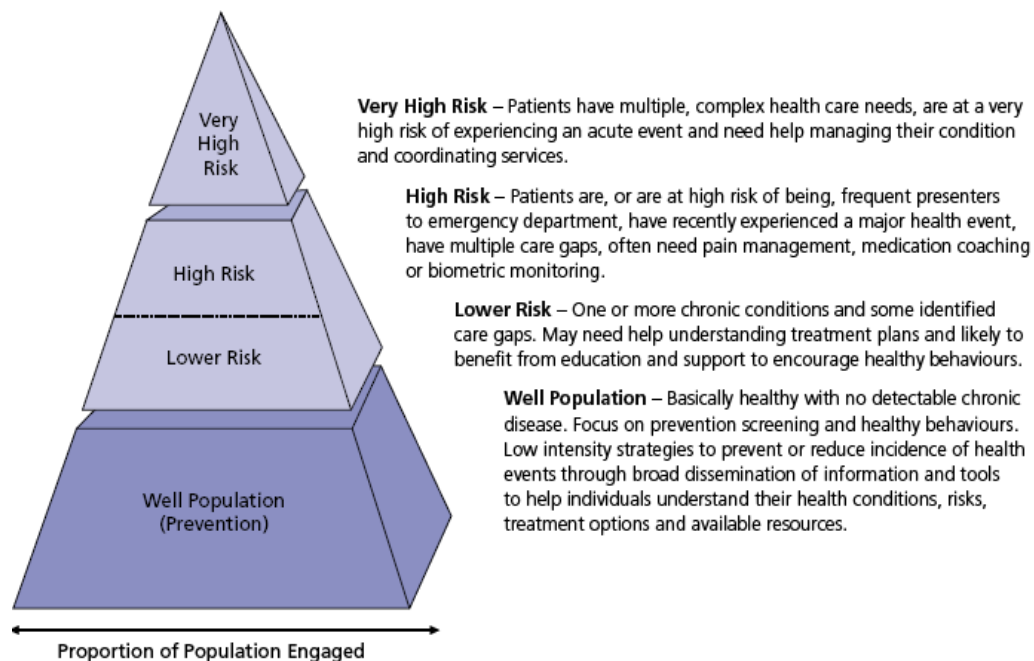 Very
High
Risk
High Risk
Lower Risk
Well Population
(Prevention)
Proportion of Population Engaged
Very High Risk – Patients have multiple, complex health care needs, are at a very
high risk of experiencing an acute event and need help managing their condition
and coordinating services.
High Risk – Patients are, or are at high risk of being, frequent presenters
to emergency department, have recently experienced a major health event,
have multiple care gaps, often need pain management, medication coaching
or biometric monitoring.
Lower Risk – One or more chronic conditions and some identified
care gaps. May need help understanding treatment plans and likely to
benefit from education and support to encourage healthy behaviours.
Well Population – Basically healthy with no detectable chronic
disease. Focus on prevention screening and healthy behaviours.
Low intensity strategies to prevent or reduce incidence of health
events through broad dissemination of information and tools
to help individuals understand their health conditions, risks,
treatment options and available resources.